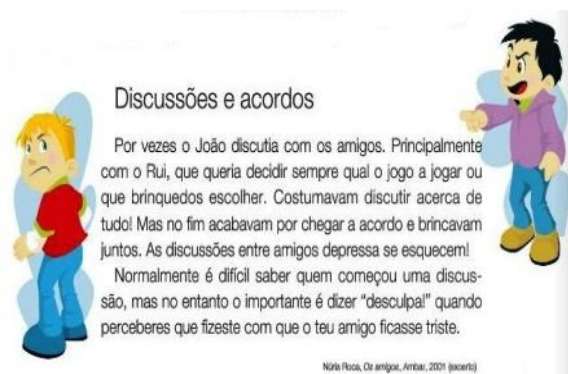 Discussões e acordos
Por vezes o João discutia com os amigos. Principalmente
com o Rui, que queria decidir sempre qual o jogo a jogar ou
que brinquedos escolher. Costumavam discutir acerca de
tudo! Mas no fim acabavam por chegar a acordo e brincavam
juntos. As discussões entre amigos depressa se esquecem!
Normalmente é difícil saber quem começou uma discus-
são, mas no entanto o importante é dizer “desculpa!” quando
perceberes que fizeste com que o teu amigo ficasse triste.
Núria Roca, Os amigos, Ambar, 2001 (excerto)